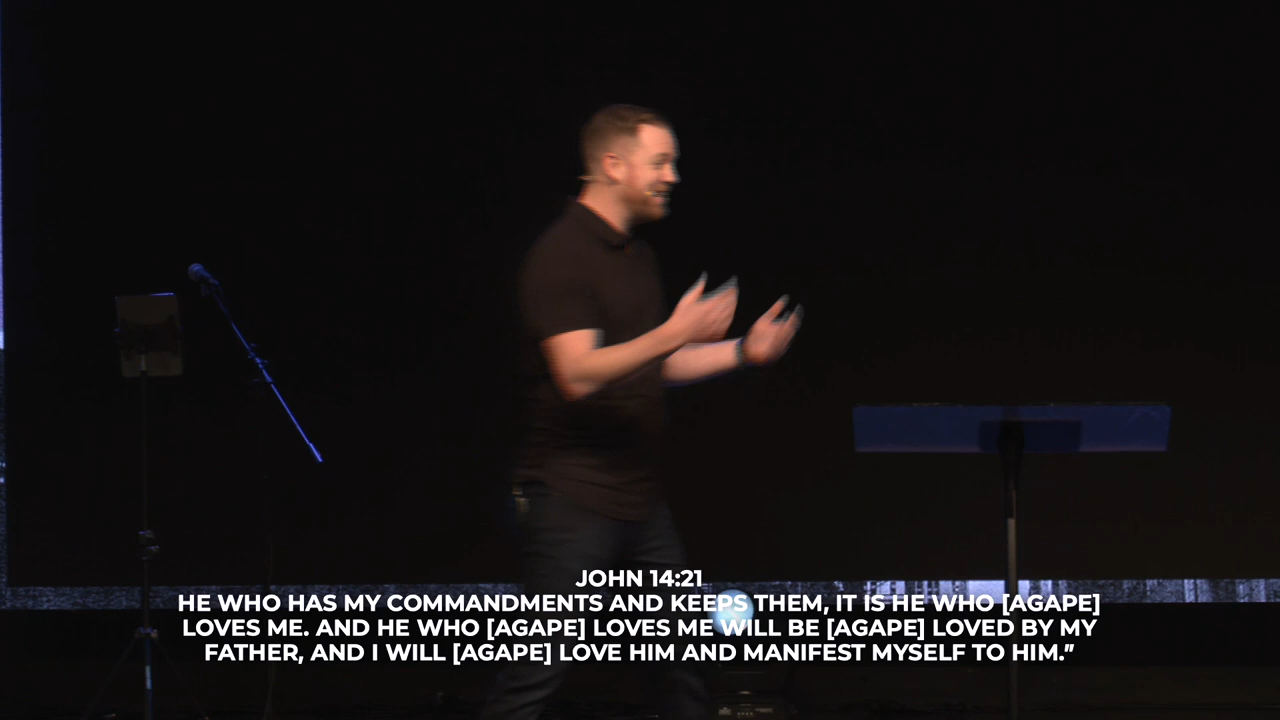 JOHN 14:21
HE WHO HAS MY COMMANDMENTS AND KEEPS THEM, IT IS HE WHO [AGAPE]
LOVES ME. AND HE WHO [AGAPE] LOVES ME WILL BE [AGAPE] LOVED BY MY
FATHER, AND I WILL [AGAPE] LOVE HIM AND MANIFEST MYSELF TO HIM.”